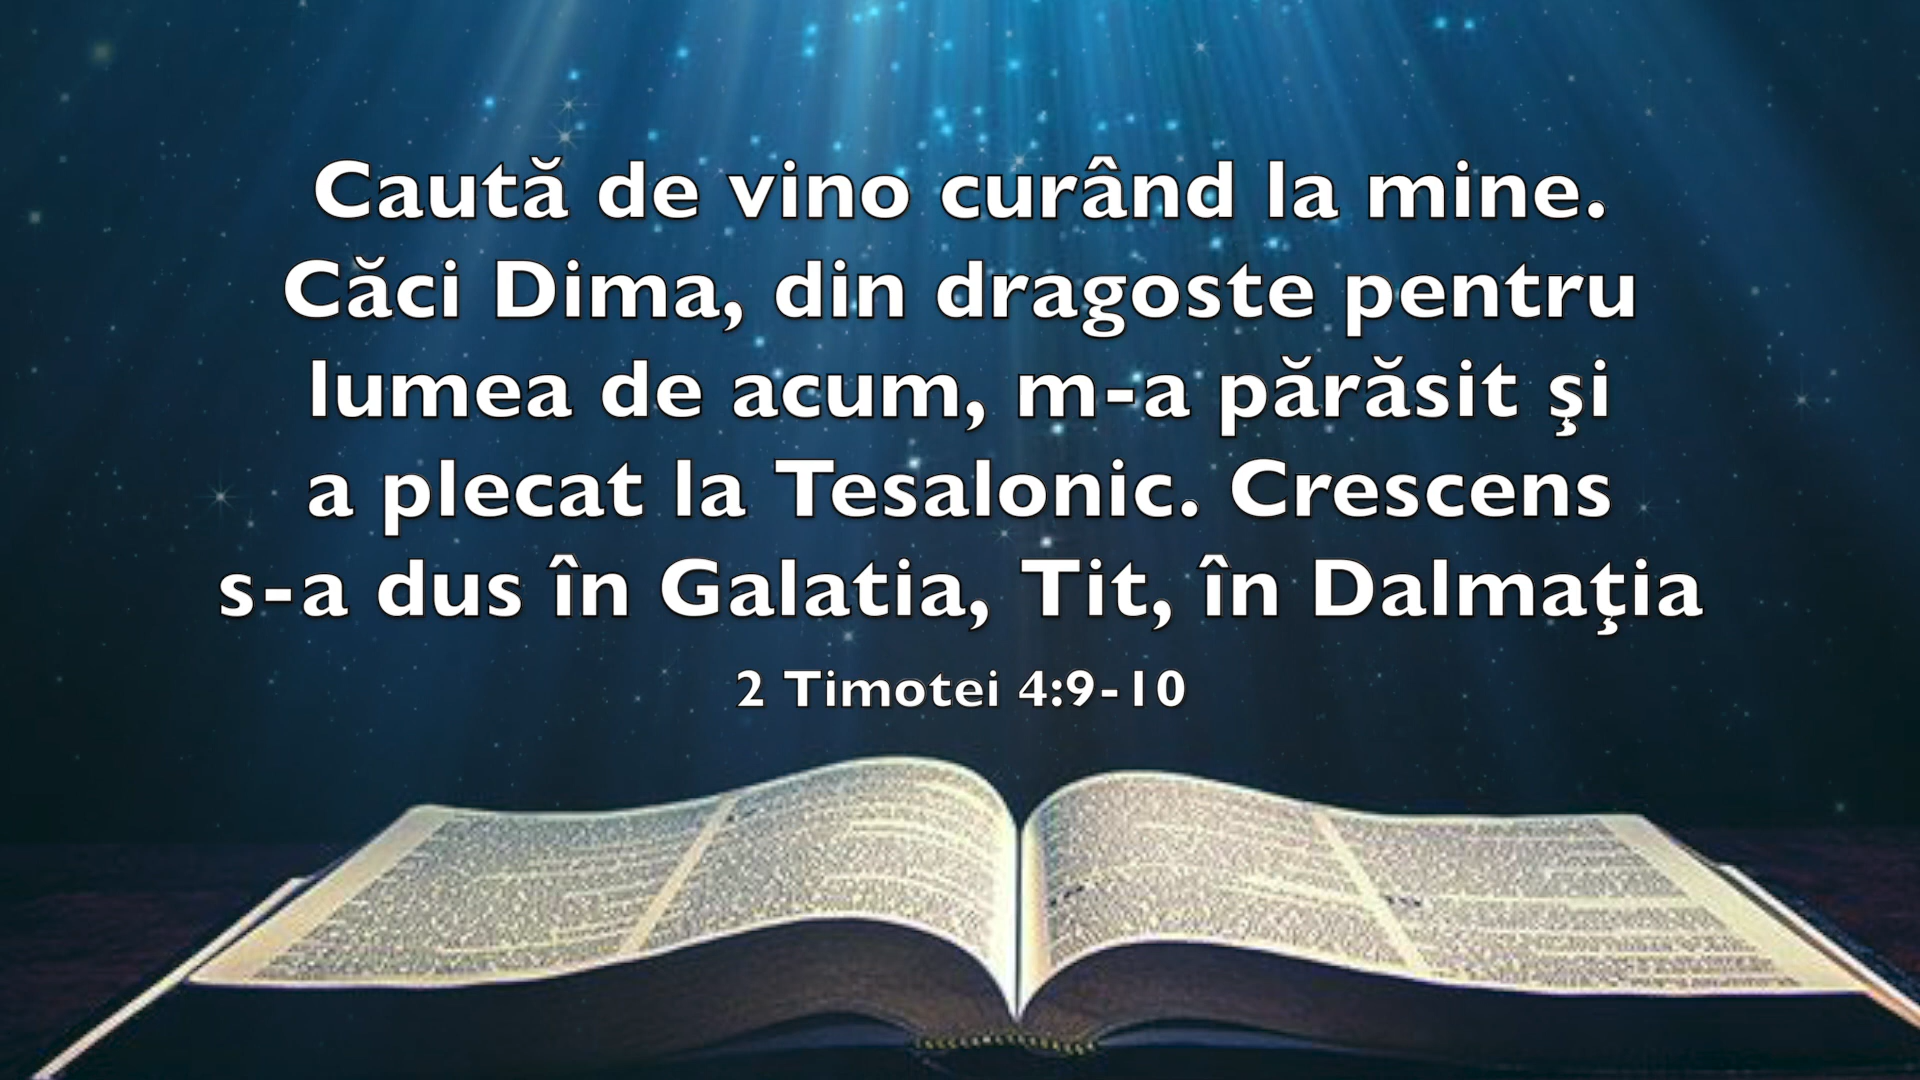 Caută de vino curând la mine.
Căci Dima, din dragoste pentru
lumea de acum, m-a părăsit şi
a plecat la Tesalonic. Crescens
s-a dus în Galatia, Tit, în Dalmaţia
2 Timotei 4:9-10